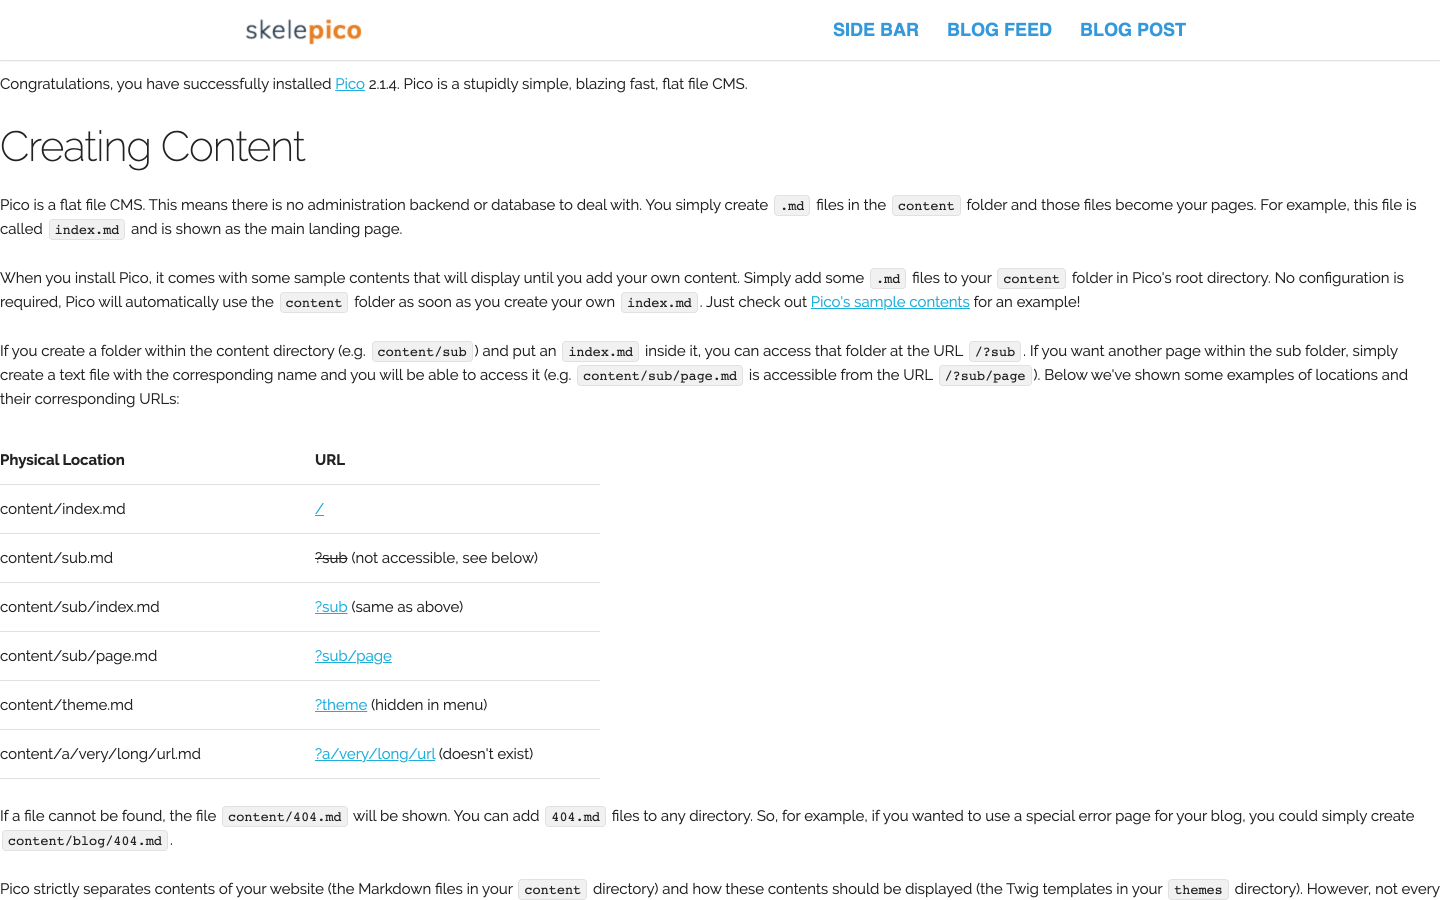 skelepico
SIDE BAR BLOG FEED BLOG POST
Congratulations, you have successfully installed Pico 2.1.4. Pico is a stupidly simple, blazing fast, flat file CMS.
Creating Content
Pico is a flat file CMS. This means there is no administration backend or database to deal with. You simply create .md files in the content folder and those files become your pages. For example, this file is
called index.md and is shown as the main landing page.
When you install Pico, it comes with some sample contents that will display until you add your own content. Simply add some .md files to your content folder in Pico's root directory. No configuration is
required, Pico will automatically use the content folder as soon as you create your own index.md. Just check out Pico's sample contents for an example!
If you create a folder within the content directory (e.g. content/sub) and put an index.md inside it, you can access that folder at the URL /?sub. If you want another page within the sub folder, simply
create a text file with the corresponding name and you will be able to access it (e.g. content/sub/page.md is accessible from the URL /?sub/page). Below we've shown some examples of locations and
their corresponding URLs:
Physical Location URL
content/index.md /
content/sub.md ?sub (not accessible, see below)
content/sub/index.md ?sub (same as above)
content/sub/page.md ?sub/page
content/theme.md ?theme (hidden in menu)
content/a/very/long/url.md ?a/very/long/url (doesn't exist)
If a file cannot be found, the file content/404.md will be shown. You can add 404.md files to any directory. So, for example, if you wanted to use a special error page for your blog, you could simply create
content/blog/404.md.
Pico strictly separates contents of your website (the Markdown files in your content directory) and how these contents should be displayed (the Twig templates in your themes directory). However, not every